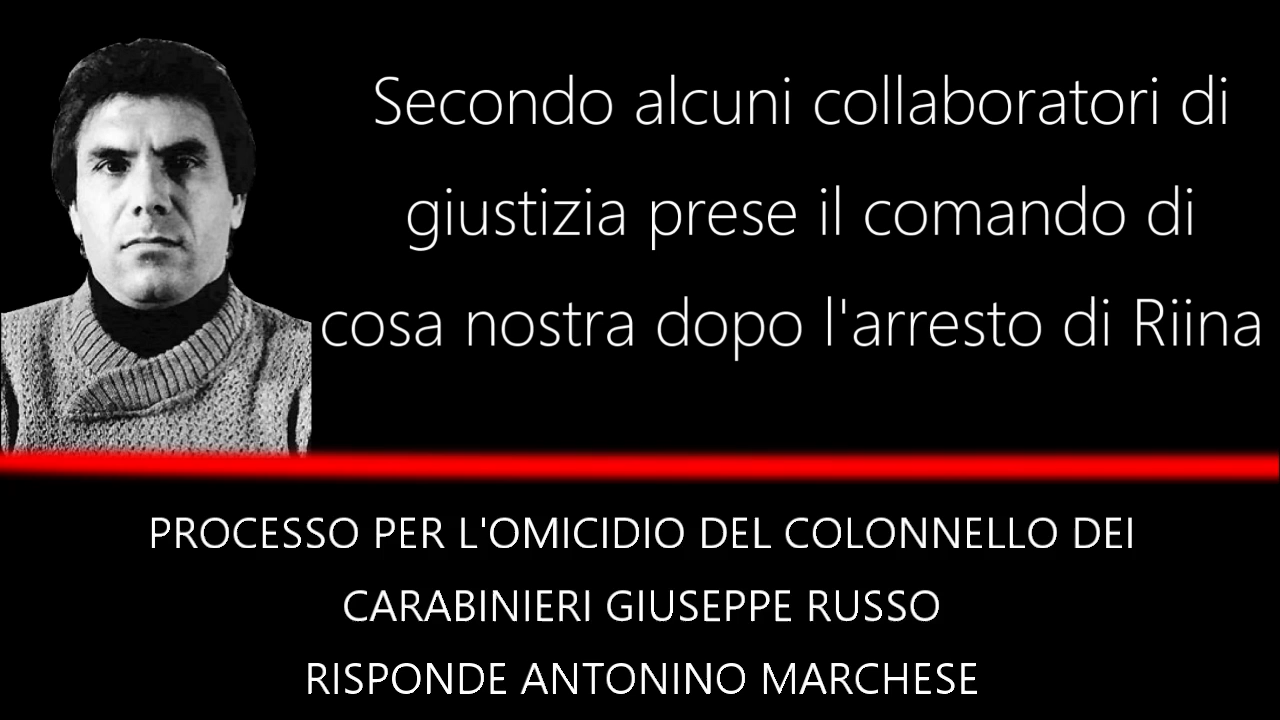 Secondo alcuni collaboratori di
giustizia prese il comando di
cosa nostra dopo l'arresto di Riina
PROCESSO PER L'OMICIDIO DEL COLONNELLO DEI
CARABINIERI GIUSEPPE RUSSO
RISPONDE ANTONINO MARCHESE